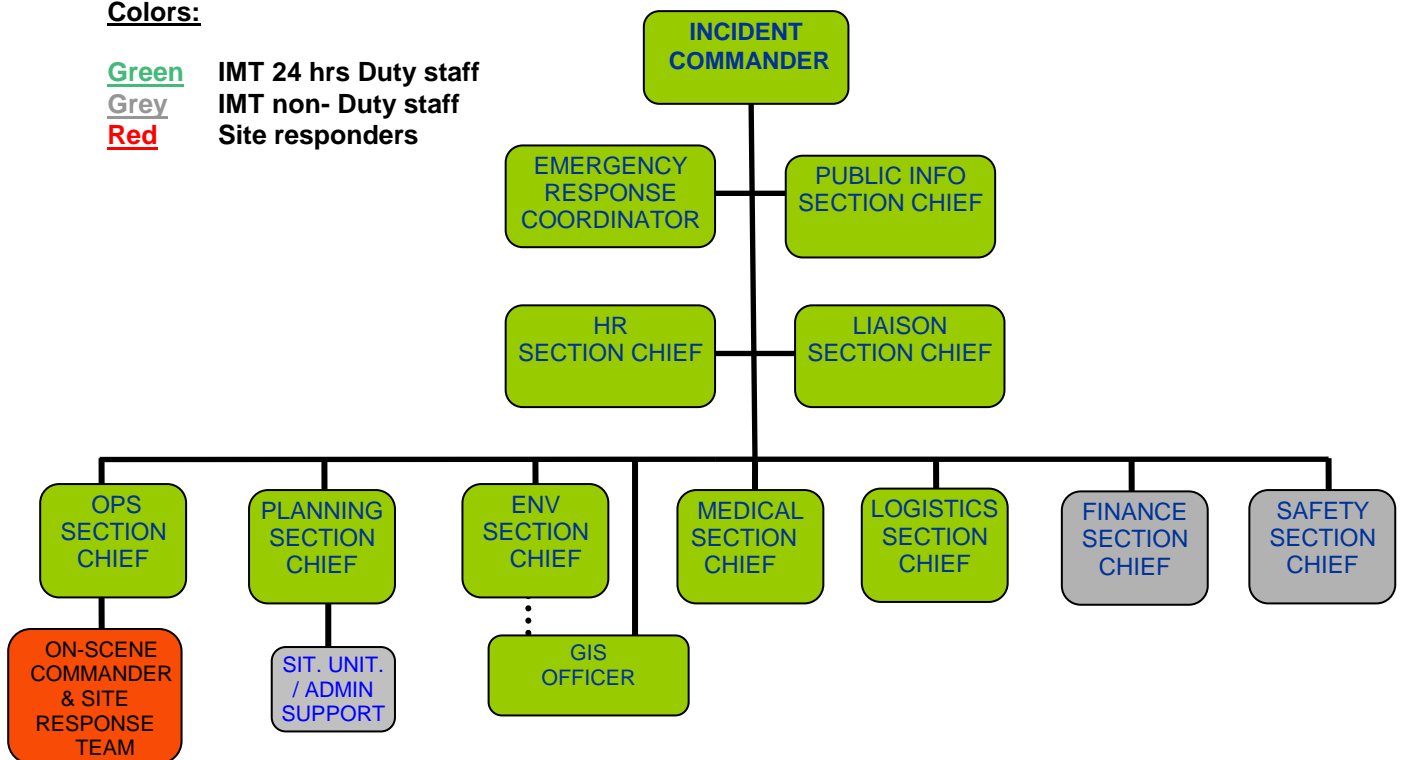 Colors:
Green IMT 24 hrs Duty staff
Grey IMT non- Duty staff
Red Site responders
INCIDENT
COMMANDER
EMERGENCY
RESPONSE
COORDINATOR
PUBLIC INFO
SECTION CHIEF
HR
SECTION CHIEF
LIAISON
SECTION CHIEF
OPS
SECTION
CHIEF
PLANNING
SECTION
CHIEF
ENV
SECTION
CHIEF
MEDICAL
SECTION
CHIEF
LOGISTICS
SECTION
CHIEF
FINANCE
SECTION
CHIEF
SAFETY
SECTION
CHIEF
ON-SCENE
COMMANDER
& SITE
RESPONSE
TEAM
SIT. UNIT.
/ ADMIN
SUPPORT
GIS
OFFICER